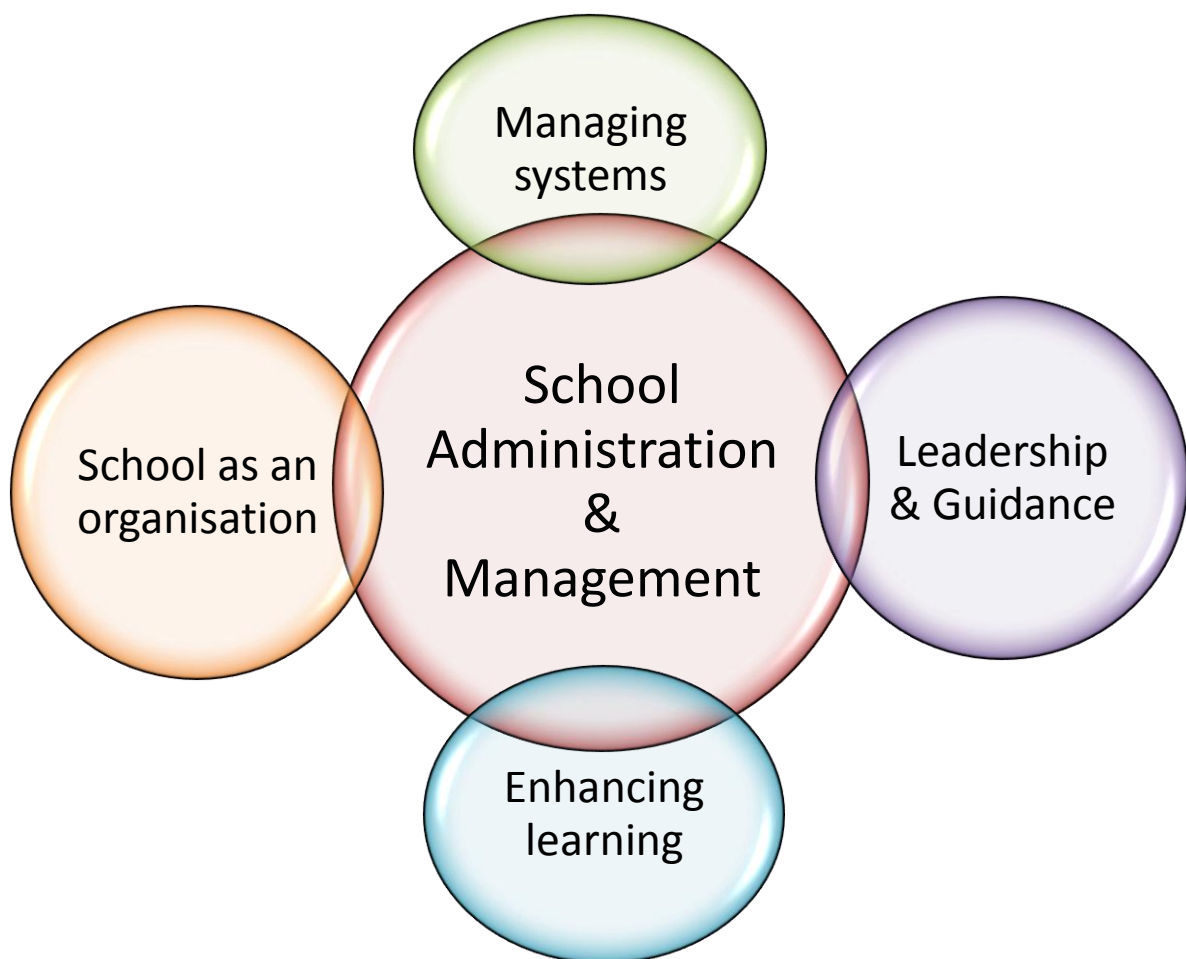 Managing
systems
School
Administration
&
Management
School as an
organisation
Leadership
& Guidance
Enhancing
learning